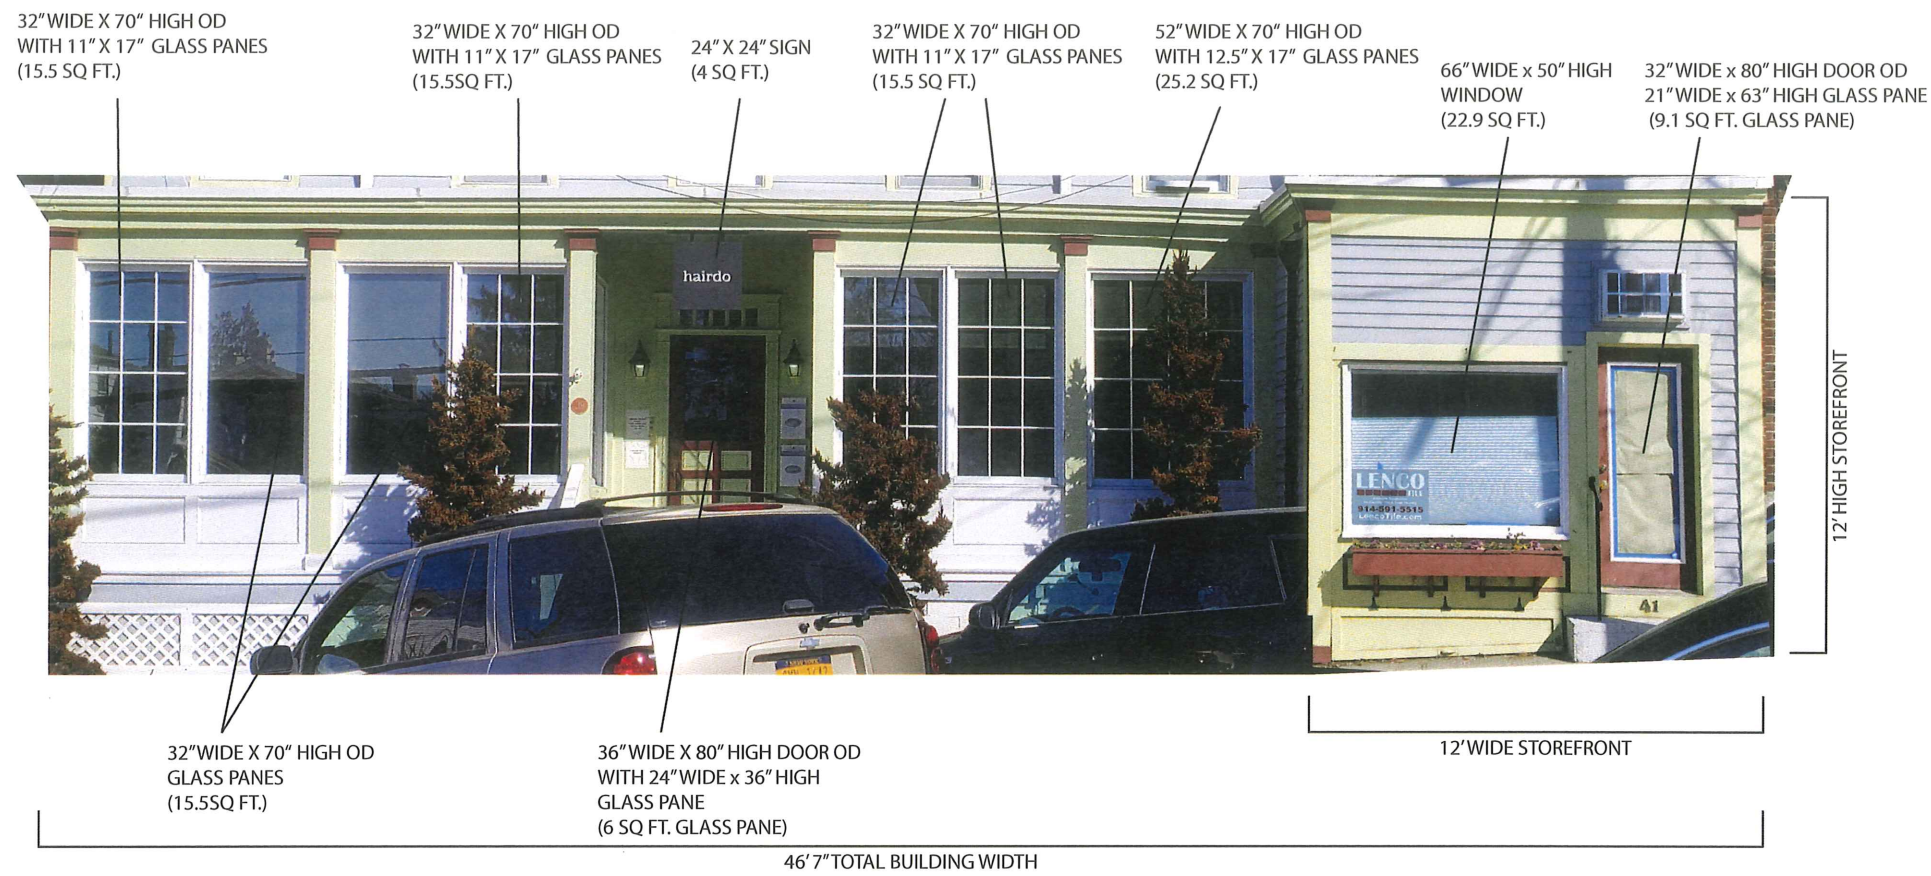 32" WIDE X 70" HIGH OD
WITH 11" X 17" GLASS PANES
(15.5 SQ FT.)
32" WIDE X 70" HIGH OD
WITH 11" X 17" GLASS PANES
(15.5SQ FT.)
24" X 24" SIGN
(4 SQ FT.)
32" WIDE X 70" HIGH OD
WITH 11" X 17" GLASS PANES
(15.5 SQ FT.)
52" WIDE X 70" HIGH OD
WITH 12.5" X 17" GLASS PANES
(25.2 SQ FT.)
66" WIDE x 50" HIGH
WINDOW
(22.9 SQ FT.)
32" WIDE x 80" HIGH DOOR OD
21" WIDE x 63" HIGH GLASS PANE
(9.1 SQ FT. GLASS PANE)
hairdo
LENCO
TILE
914-591-5515
LencoTile.com
41
12' HIGH STOREFRONT
NEW YORK
32" WIDE X 70" HIGH OD
GLASS PANES
(15.5SQ FT.)
36" WIDE X 80" HIGH DOOR OD
WITH 24" WIDE x 36" HIGH
GLASS PANE
(6 SQ FT. GLASS PANE)
12' WIDE STOREFRONT
46' 7" TOTAL BUILDING WIDTH